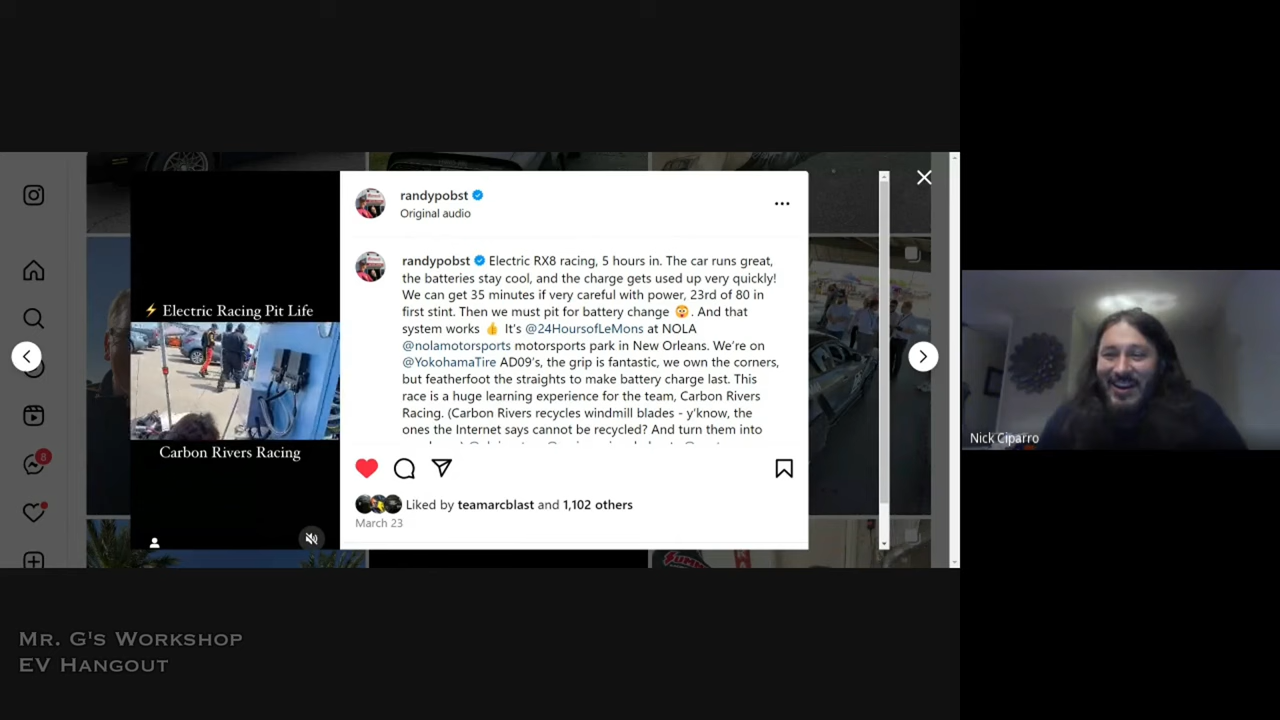 randypobst
Original audio
⚡ Electric Racing Pit Life
Carbon Rivers Racing
randypobst Electric RX8 racing, 5 hours in. The car runs great,
the batteries stay cool, and the charge gets used up very quickly!
We can get 35 minutes if very careful with power, 23rd of 80 in
first stint. Then we must pit for battery change 🤯. And that
system works 👍 It's @24HoursofLeMons at NOLA
@nolamotorsports motorsports park in New Orleans. We're on
@YokohamaTire AD09's, the grip is fantastic, we own the corners,
but featherfoot the straights to make battery charge last. This
race is a huge learning experience for the team, Carbon Rivers
Racing. (Carbon Rivers recycles windmill blades - y'know, the
ones the Internet says cannot be recycled? And turn them into
Liked by teamarcblast and 1,102 others
March 23
8
Nick Ciparro
Mr. G's Workshop
EV Hangout